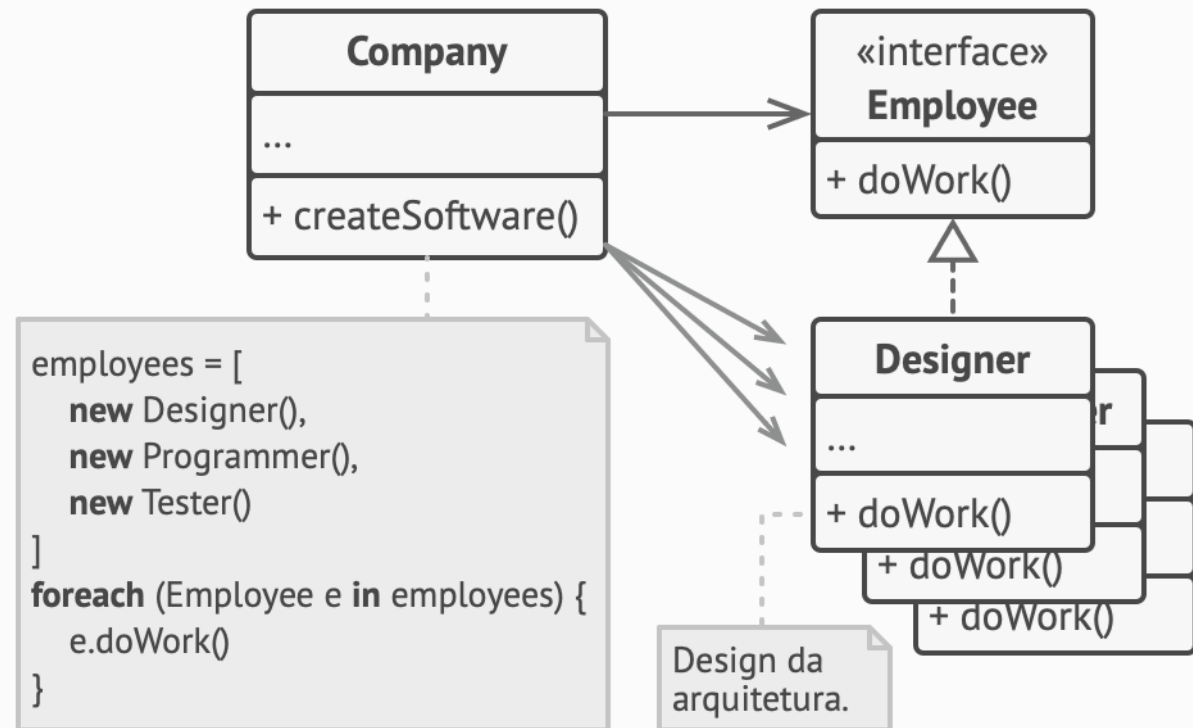 Company
...
+ createSoftware()
«interface»
Employee
+ doWork()
employees = [
new Designer(),
new Programmer(),
new Tester()
]
foreach (Employee e in employees) {
e.doWork()
}
Designer
...
+ doWork()
er
+ doWork()
+ doWork()
Design da
arquitetura.